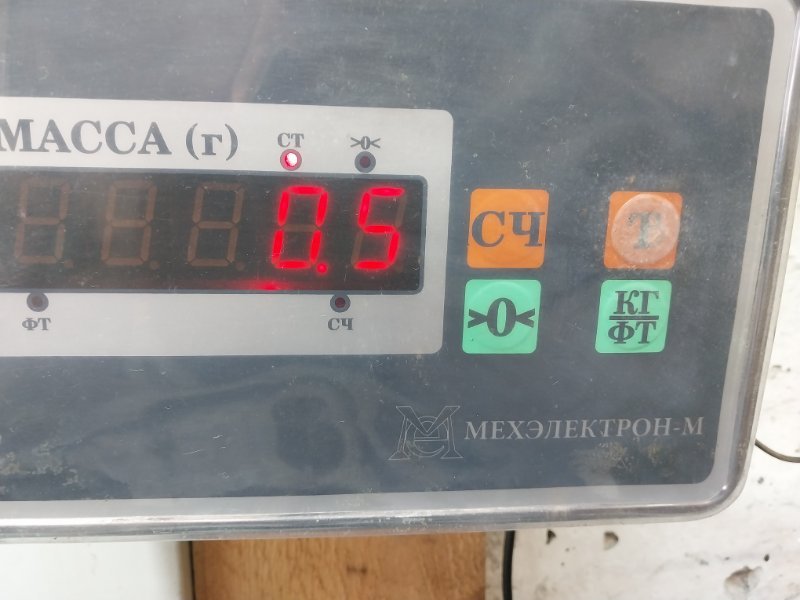 МАССА (г)
СТ
>0<
0.5
ФТ
СЧ
СЧ
Т
>0<
КГ
ФТ
МЕХЭЛЕКТРОН-М